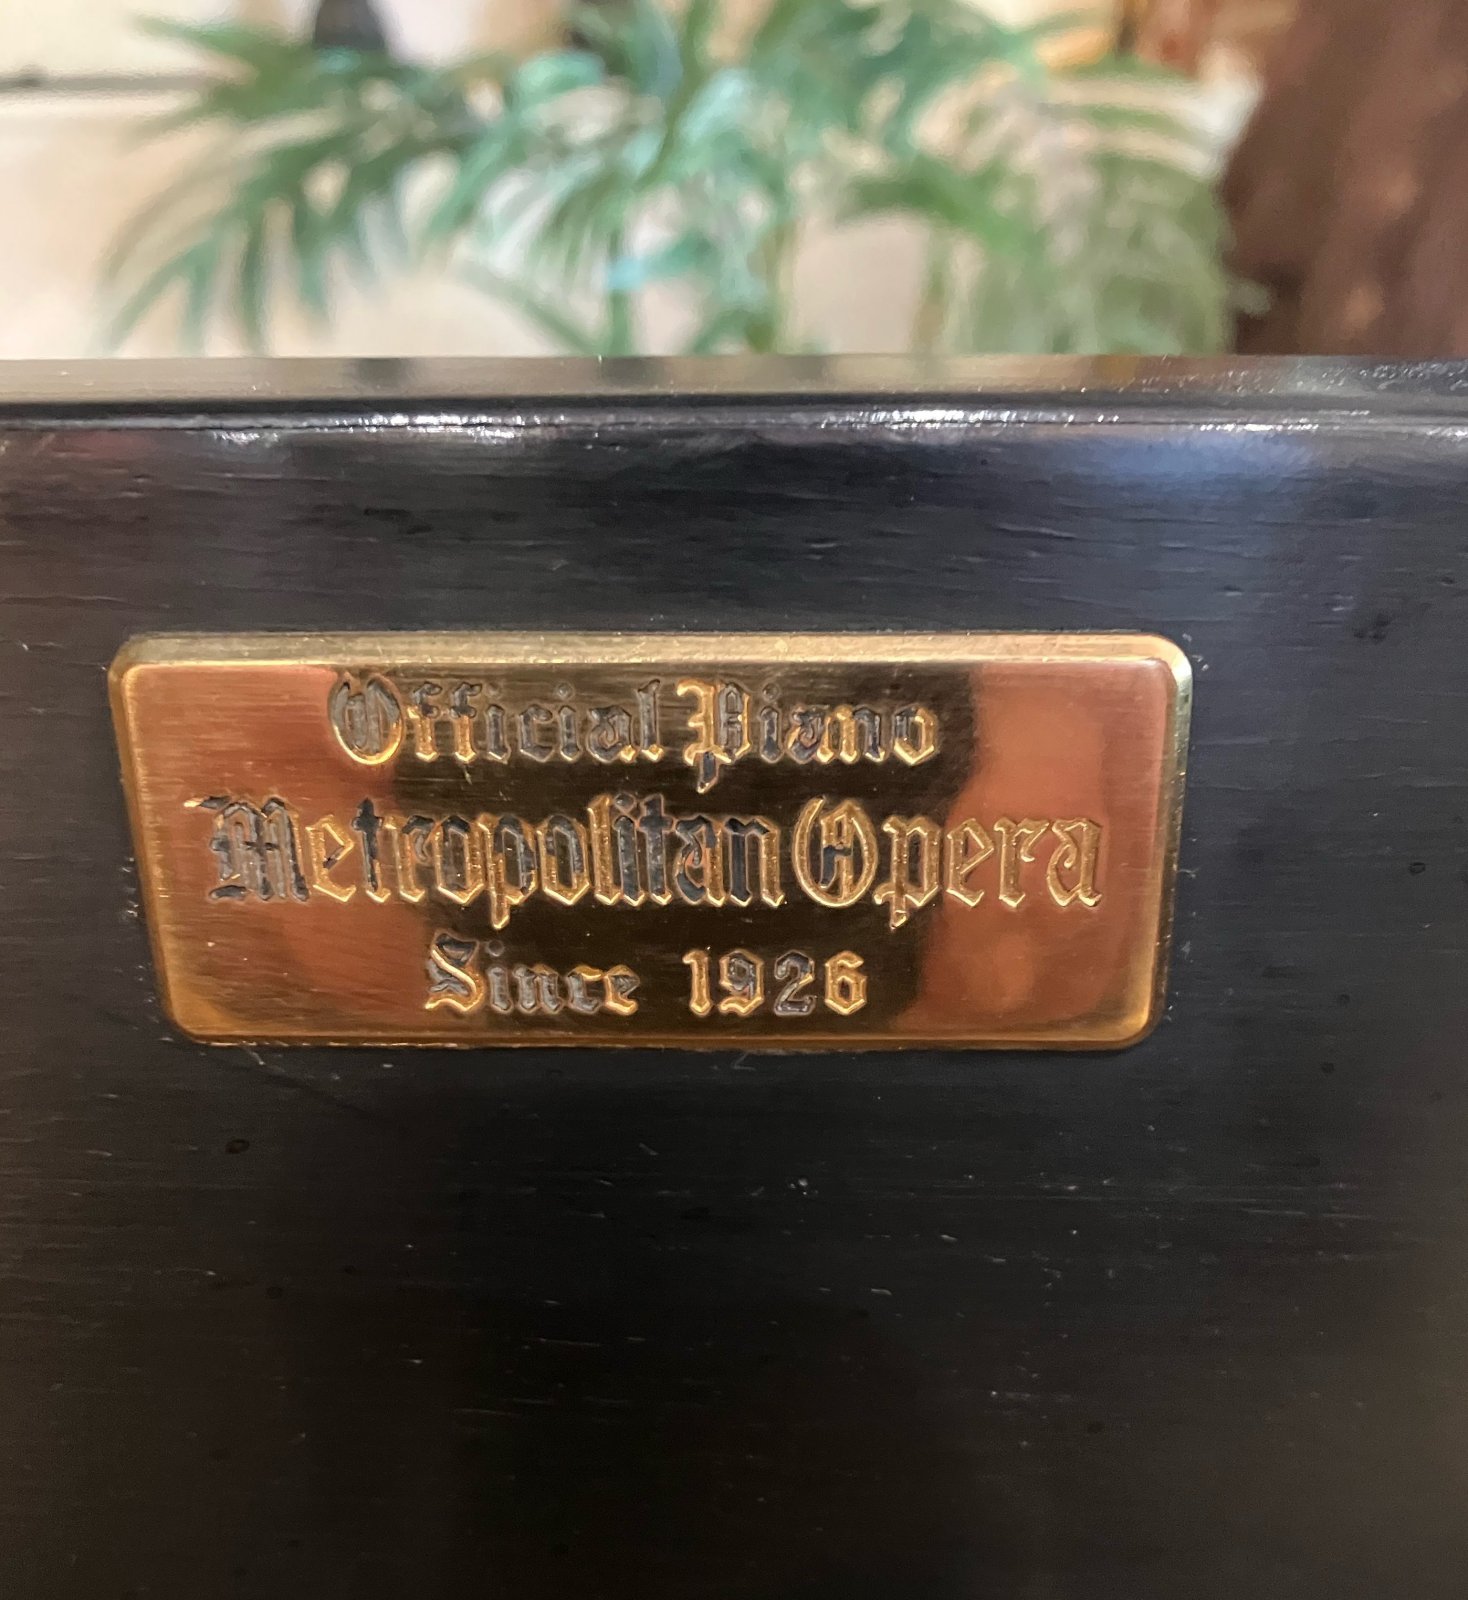 Official Piano
Metropolitan Opera
Since 1926